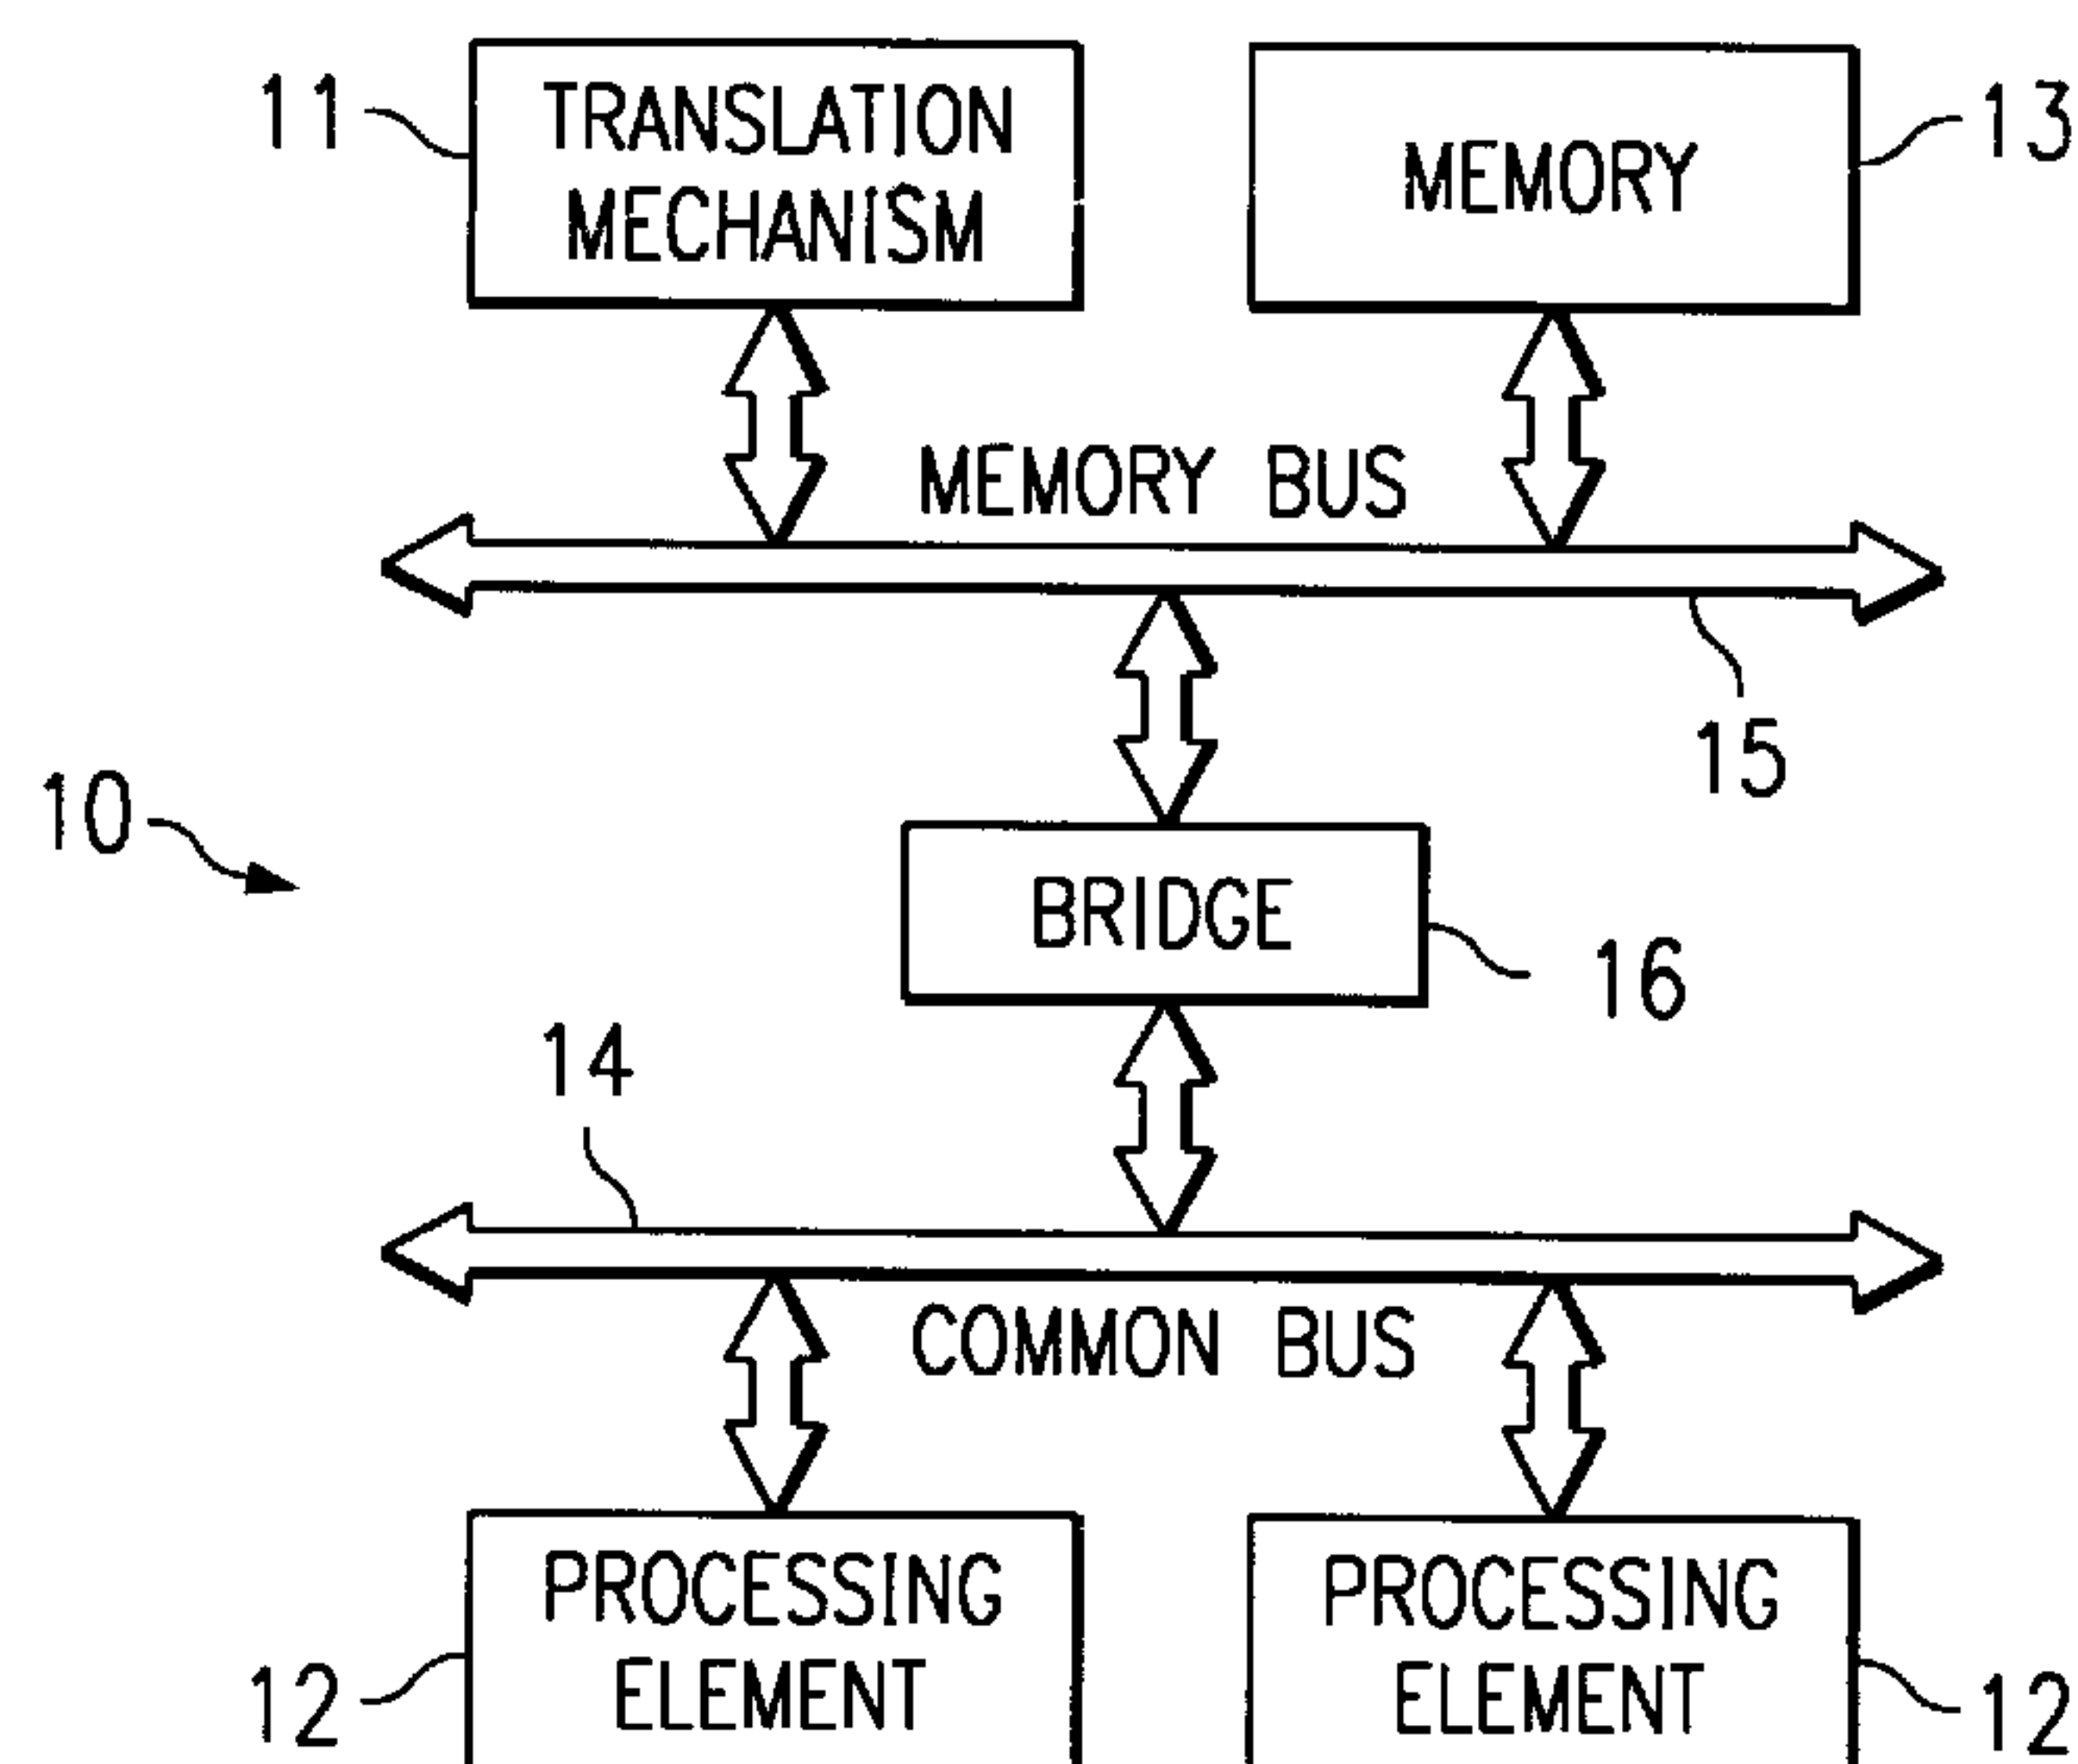 11
TRANSLATION
MECHANISM
MEMORY
13
MEMORY BUS
15
10
BRIDGE
16
14
COMMON BUS
PROCESSING
ELEMENT
12
PROCESSING
ELEMENT
12